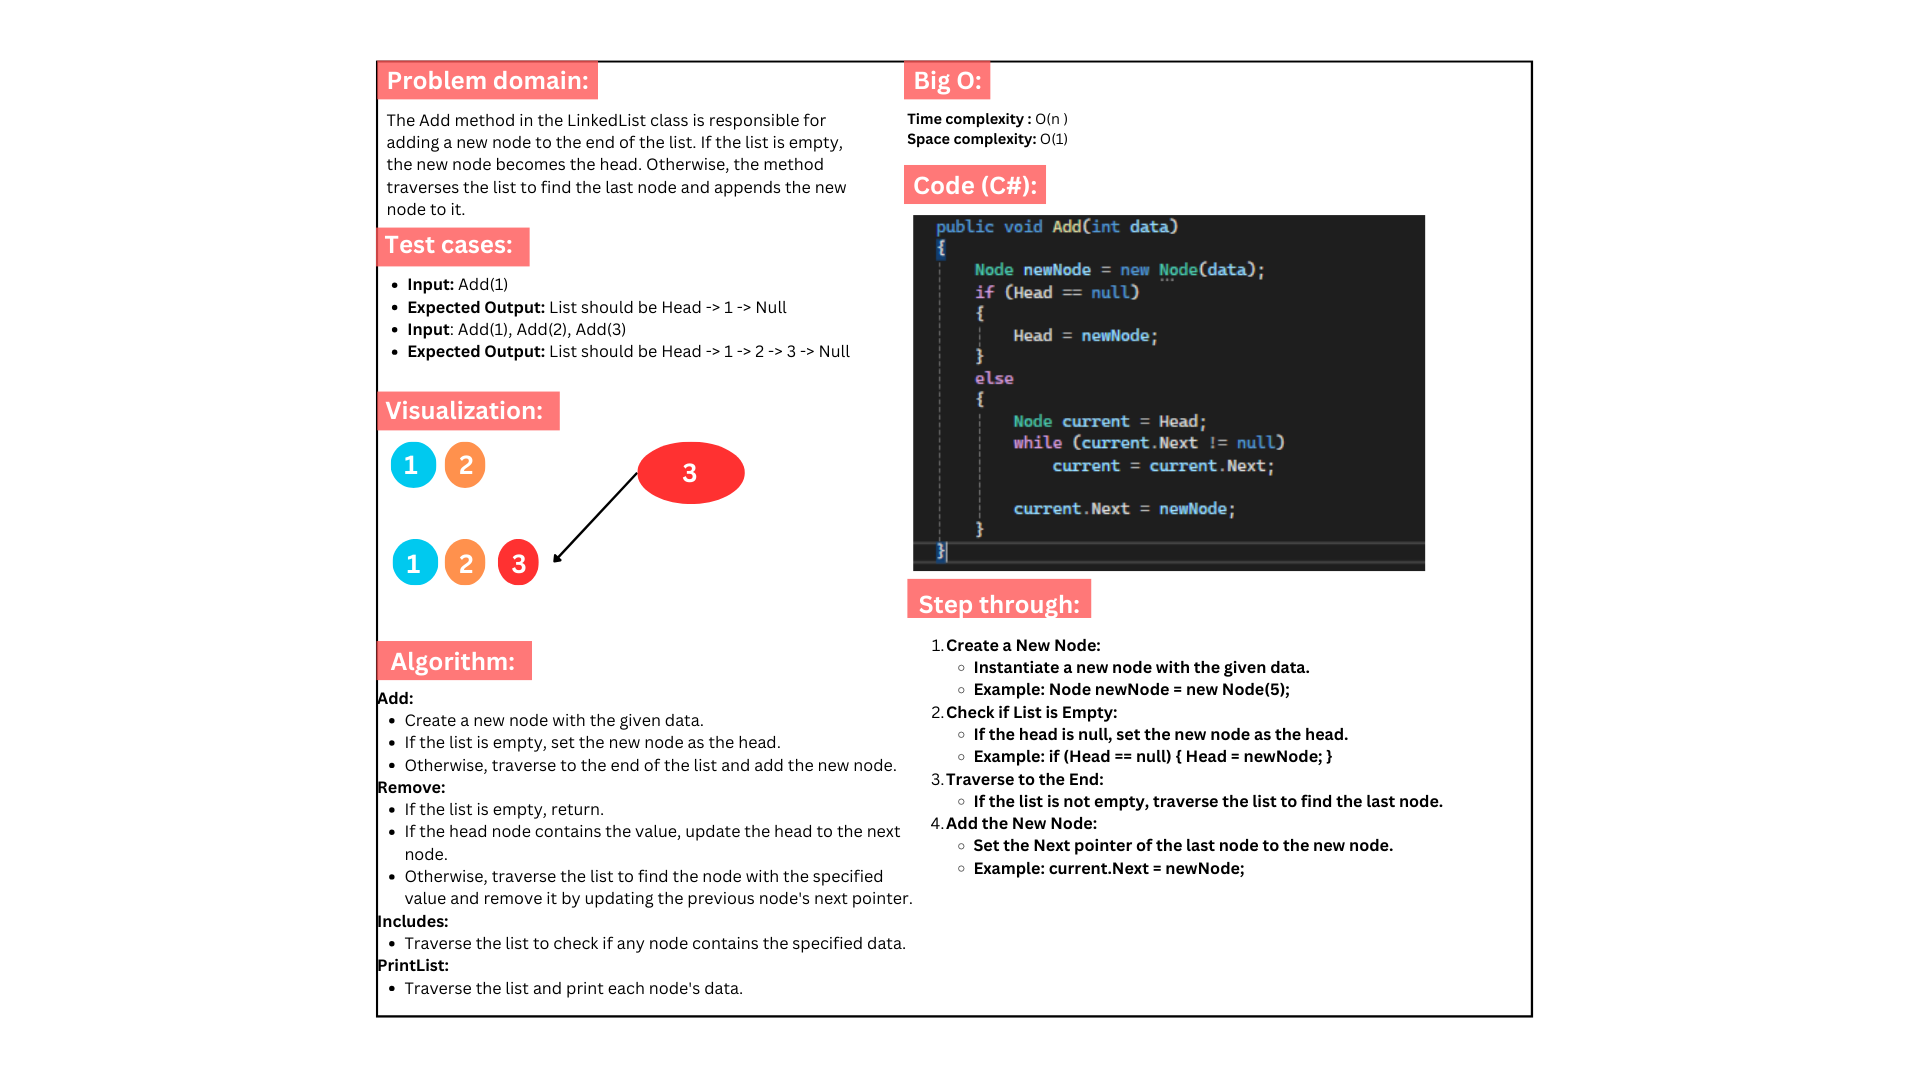 Problem domain:
The Add method in the LinkedList class is responsible for
adding a new node to the end of the list. If the list is empty,
the new node becomes the head. Otherwise, the method
traverses the list to find the last node and appends the new
node to it.
Test cases:
• Input: Add(1)
• Expected Output: List should be Head -> 1 -> Null
• Input: Add(1), Add(2), Add(3)
• Expected Output: List should be Head -> 1 -> 2 -> 3 -> Null
Visualization:
1 2 3
1 2 3
Algorithm:
Add:
• Create a new node with the given data.
• If the list is empty, set the new node as the head.
• Otherwise, traverse to the end of the list and add the new node.
Remove:
• If the list is empty, return.
• If the head node contains the value, update the head to the next
node.
• Otherwise, traverse the list to find the node with the specified
value and remove it by updating the previous node's next pointer.
Includes:
• Traverse the list to check if any node contains the specified data.
PrintList:
• Traverse the list and print each node's data.
Big O:
Time complexity : O(n )
Space complexity: O(1)
Code (C#):
public void Add(int data)
{
Node newNode = new Node(data);
if (Head == null)
{
Head = newNode;
}
else
{
Node current = Head;
while (current.Next != null)
current = current.Next;
current.Next = newNode;
}
}
Step through:
1. Create a New Node:
○ Instantiate a new node with the given data.
○ Example: Node newNode = new Node(5);
2. Check if List is Empty:
○ If the head is null, set the new node as the head.
○ Example: if (Head == null) { Head = newNode; }
3. Traverse to the End:
○ If the list is not empty, traverse the list to find the last node.
4. Add the New Node:
○ Set the Next pointer of the last node to the new node.
○ Example: current.Next = newNode;